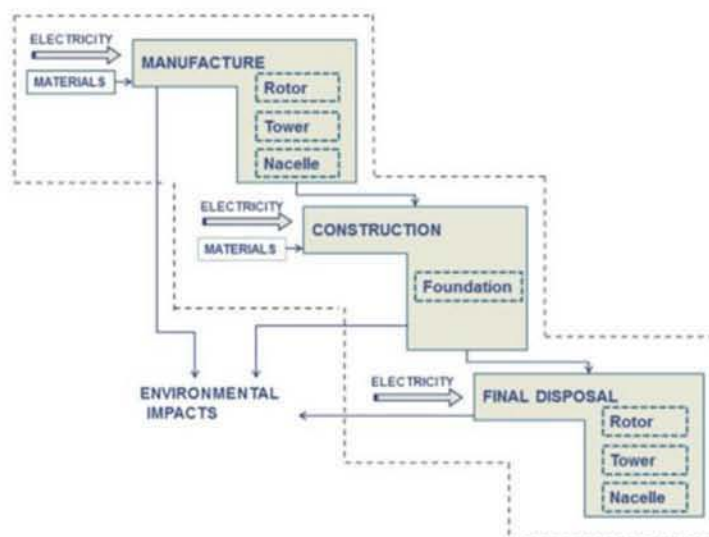 ELECTRICITY
MATERIALS
MANUFACTURE
Rotor
Tower
Nacelle
ELECTRICITY
MATERIALS
CONSTRUCTION
Foundation
ENVIRONMENTAL
IMPACTS
ELECTRICITY
FINAL DISPOSAL
Rotor
Tower
Nacelle